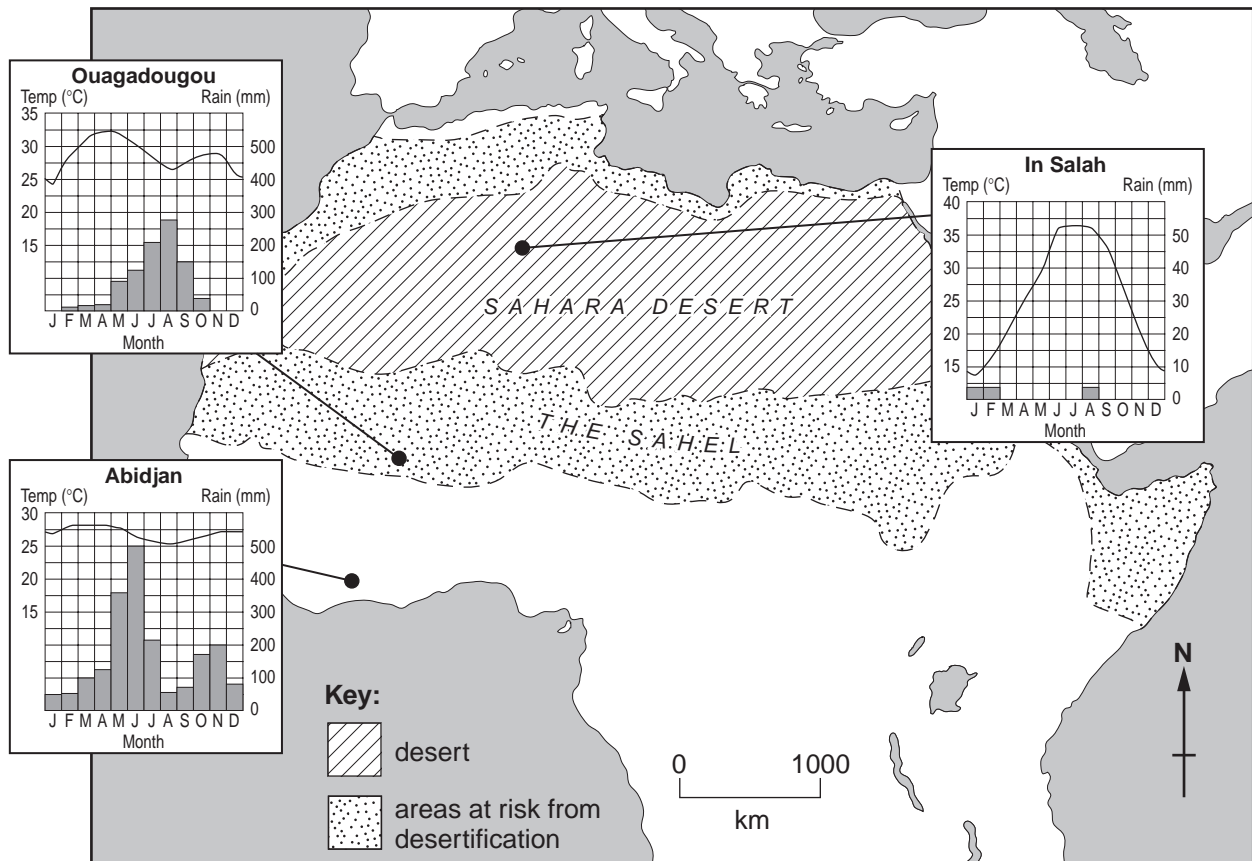 Ouagadougou
Temp (°C) Rain (mm)
35
30 500
25 400
20 300
15 200
100
0
J F M A M J J A S O N D
Month
In Salah
Temp (°C) Rain (mm)
40
35 50
30 40
25 30
20 20
15 10
0
J F M A M J J A S O N D
Month
SAHARA DESERT
THE SAHEL
Abidjan
Temp (°C) Rain (mm)
30
25 500
20 400
15 300
200
100
0
J F M A M J J A S O N D
Month
Key:
desert
areas at risk from
desertification
0 1000
km
N